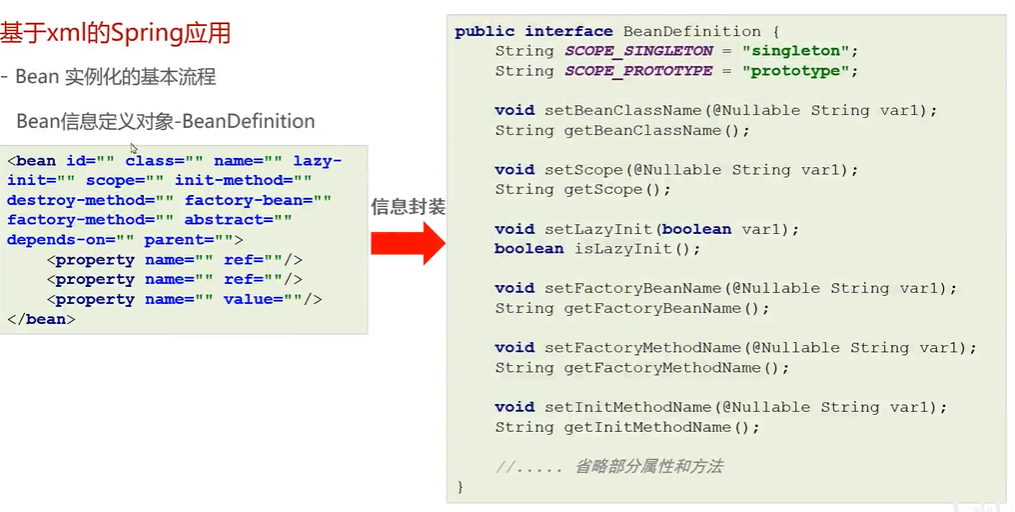 基于xml的Spring应用
- Bean 实例化的基本流程
Bean信息定义对象-BeanDefinition
<bean id="" class="" name="" lazy-
init="" scope="" init-method=""
destroy-method="" factory-bean=""
factory-method="" abstract=""
depends-on="" parent="">
<property name="" ref=""/>
<property name="" ref=""/>
<property name="" value=""/>
</bean>
信息封装
public interface BeanDefinition {
String SCOPE_SINGLETON = "singleton";
String SCOPE_PROTOTYPE = "prototype";
void setBeanClassName(@Nullable String var1);
String getBeanClassName();
void setScope(@Nullable String var1);
String getScope();
void setLazyInit(boolean var1);
boolean isLazyInit();
void setFactoryBeanName(@Nullable String var1);
String getFactoryBeanName();
void setFactoryMethodName(@Nullable String var1);
String getFactoryMethodName();
void setInitMethodName(@Nullable String var1);
String getInitMethodName();
//..... 省略部分属性和方法
}